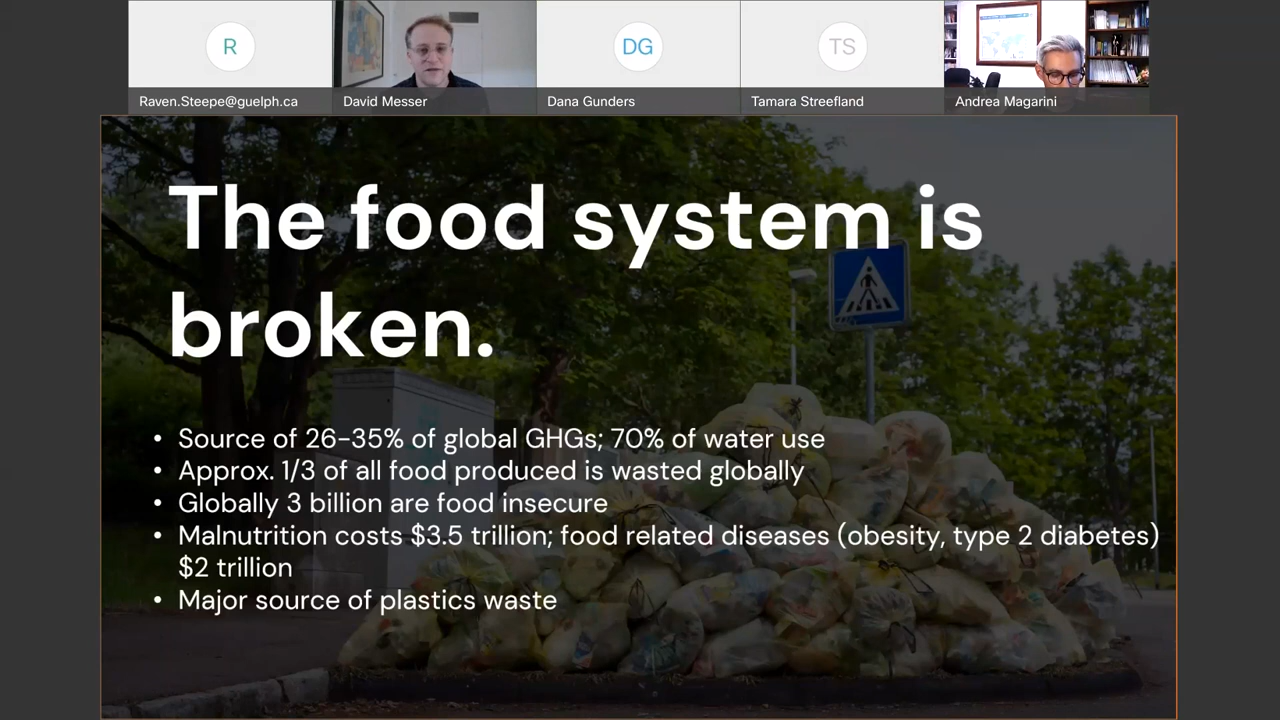 R
DG
TS
Raven.Steepe@guelph.ca
David Messer
Dana Gunders
Tamara Streefland
Andrea Magarini
The food system is
broken.
• Source of 26-35% of global GHGs; 70% of water use
• Approx. 1/3 of all food produced is wasted globally
• Globally 3 billion are food insecure
• Malnutrition costs $3.5 trillion; food related diseases (obesity, type 2 diabetes)
$2 trillion
• Major source of plastics waste